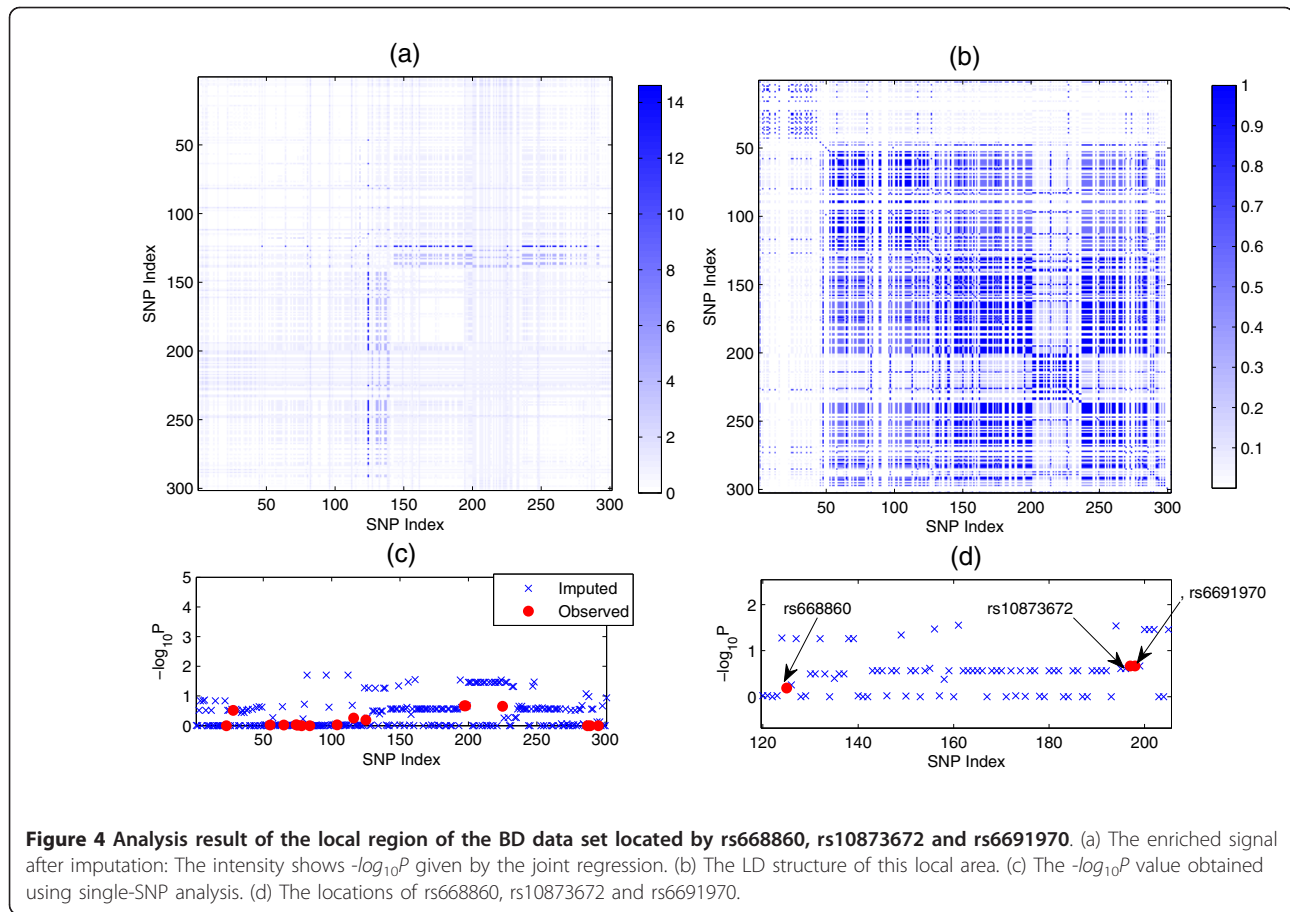 (a)
50
100
150
200
250
300
SNP Index
50 100 150 200 250 300
SNP Index
14
12
10
8
6
4
2
0
(b)
50
100
150
200
250
300
SNP Index
50 100 150 200 250 300
SNP Index
1
0.9
0.8
0.7
0.6
0.5
0.4
0.3
0.2
0.1
(c)
5
4
3
2
1
0
-log10P
50 100 150 200 250 300
SNP Index
Imputed
Observed
(d)
2
1
0
-log10P
120 140 160 180 200
SNP Index
rs668860
rs10873672
, rs6691970
Figure 4 Analysis result of the local region of the BD data set located by rs668860, rs10873672 and rs6691970. (a) The enriched signal
after imputation: The intensity shows -log10P given by the joint regression. (b) The LD structure of this local area. (c) The -log10P value obtained
using single-SNP analysis. (d) The locations of rs668860, rs10873672 and rs6691970.